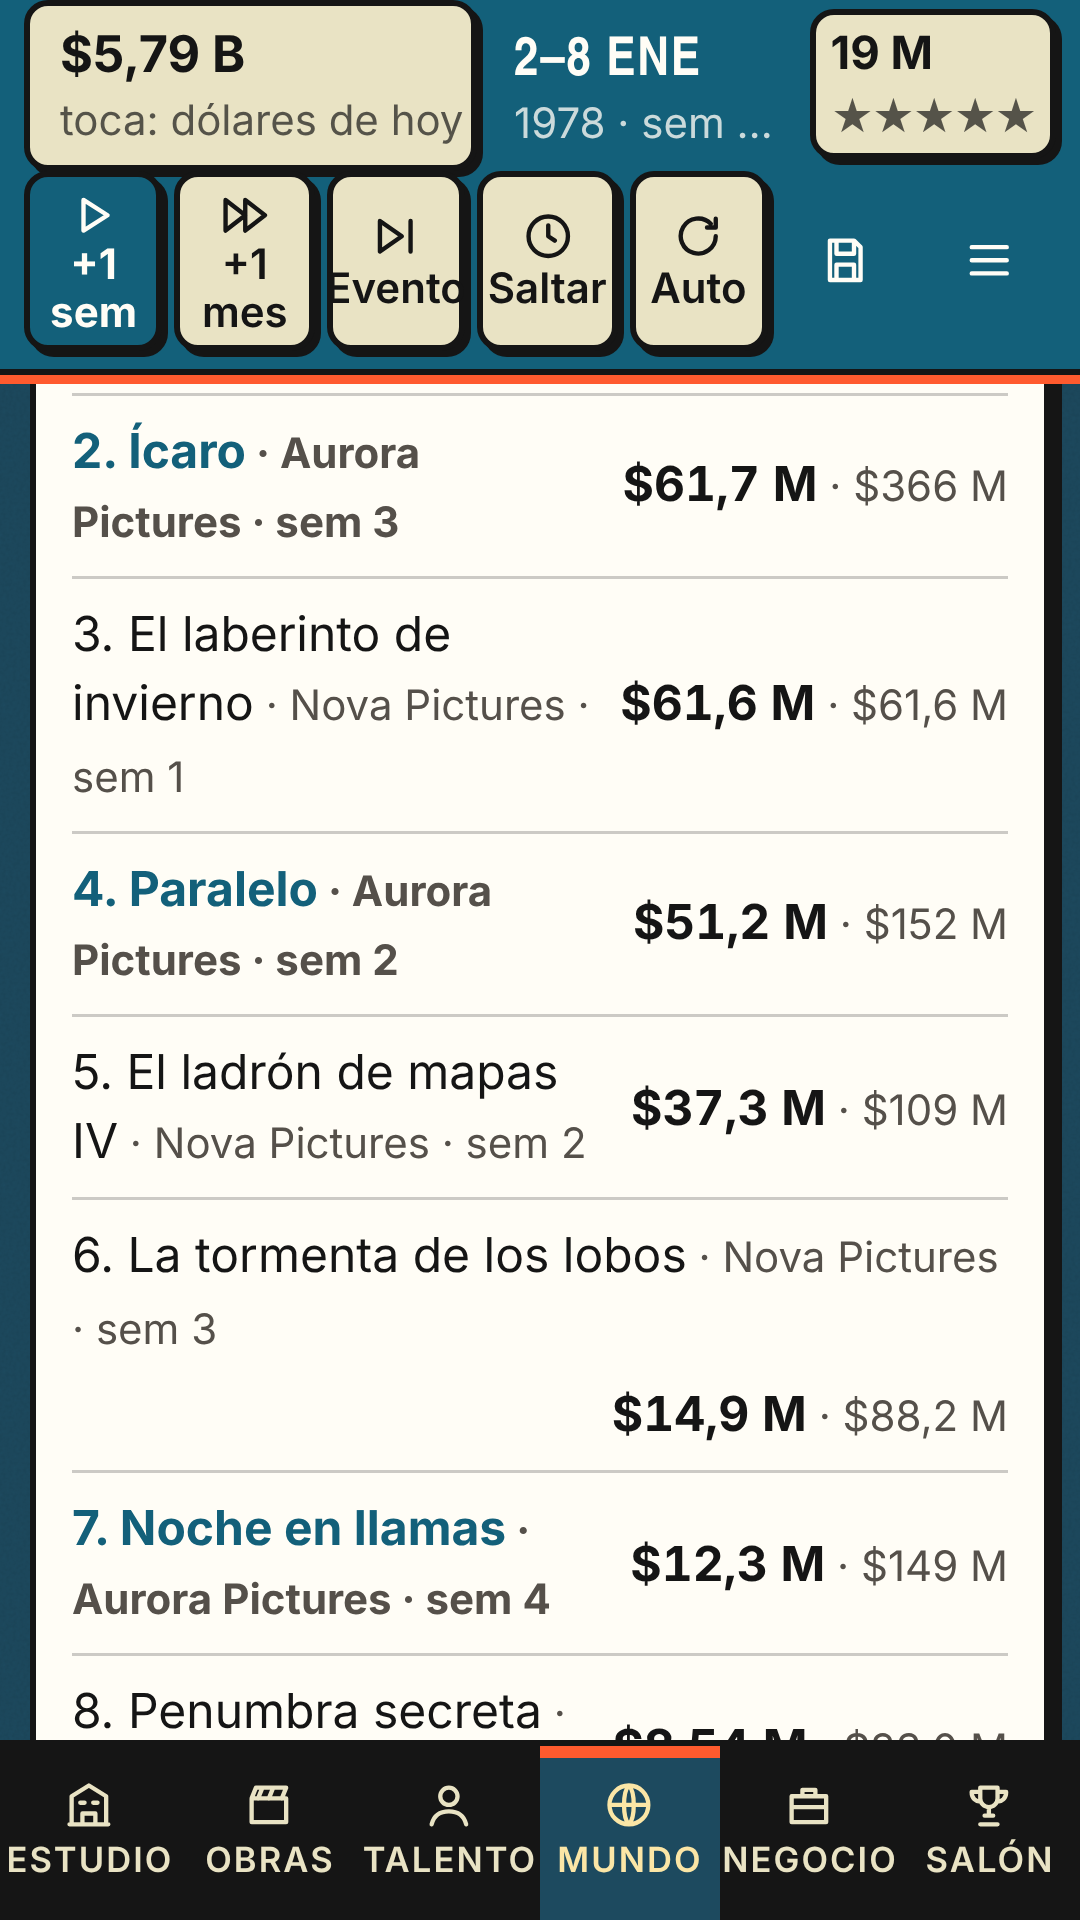 $5,79 B
toca: dólares de hoy
2–8 ENE
1978 · sem ...
19 M
★★★★★
+1
sem
+1
mes
Evento
Saltar
Auto
2. Ícaro · Aurora
Pictures · sem 3
$61,7 M · $366 M
3. El laberinto de
invierno · Nova Pictures ·
sem 1
$61,6 M · $61,6 M
4. Paralelo · Aurora
Pictures · sem 2
$51,2 M · $152 M
5. El ladrón de mapas
IV · Nova Pictures · sem 2
$37,3 M · $109 M
6. La tormenta de los lobos · Nova Pictures
· sem 3
$14,9 M · $88,2 M
7. Noche en llamas ·
Aurora Pictures · sem 4
$12,3 M · $149 M
8. Penumbra secreta ·
$8,54 M ·
ESTUDIO
OBRAS
TALENTO
MUNDO
NEGOCIO
SALÓN